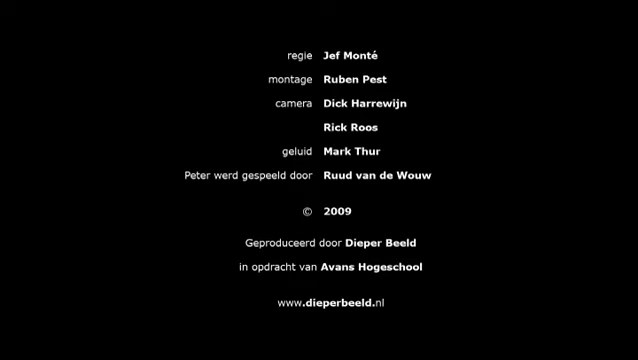 regie Jef Monté
montage Ruben Pest
camera Dick Harrewijn
Rick Roos
geluid Mark Thur
Peter werd gespeeld door Ruud van de Wouw
© 2009
Geproduceerd door Dieper Beeld
in opdracht van Avans Hogeschool
www.dieperbeeld.nl